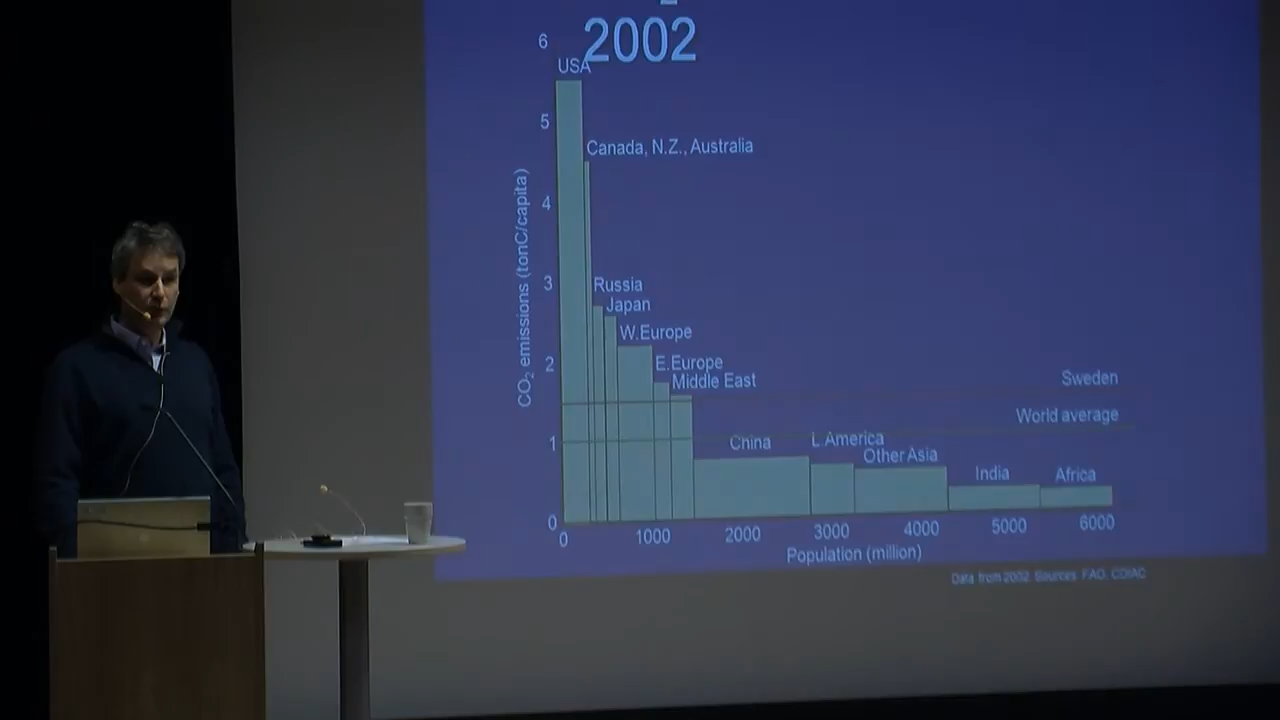 2002
6
USA
5
Canada, N.Z., Australia
4
3
Russia
Japan
W.Europe
2
E.Europe
Middle East
Sweden
World average
1
China
L.America
Other Asia
India
Africa
0
0 1000 2000 3000 4000 5000 6000
Population (million)
CO₂ emissions (tonC/capita)
Data from 2002. Sources: FAO, CDIAC